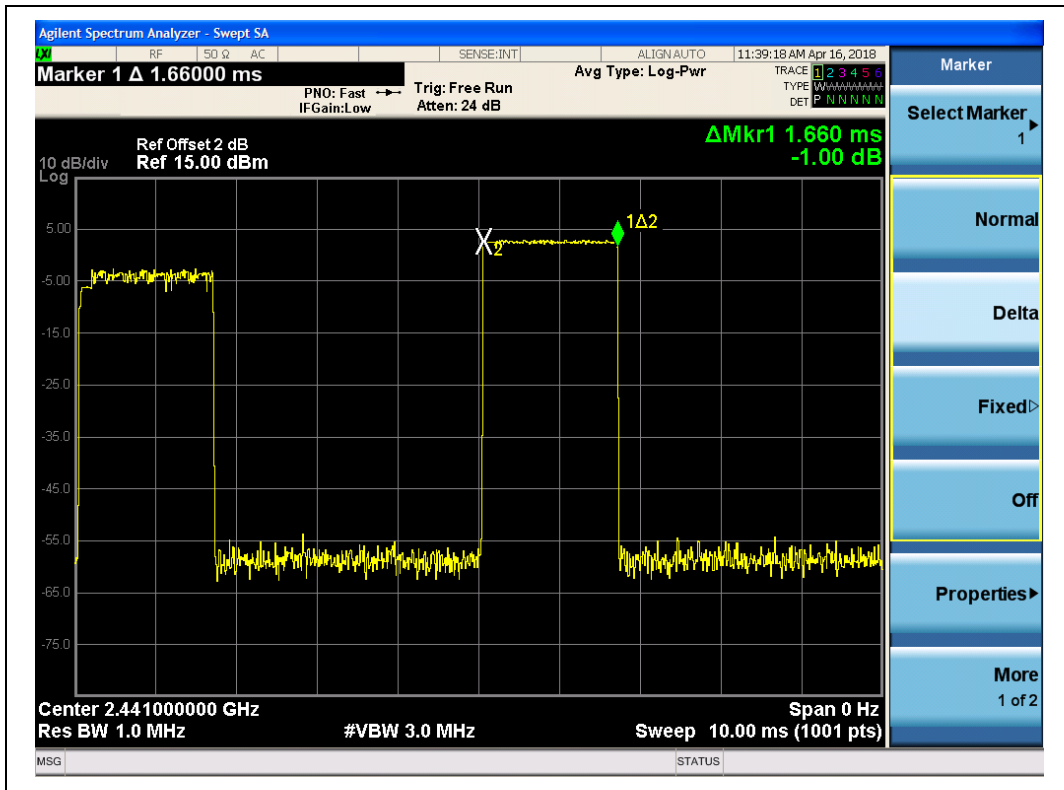 Agilent Spectrum Analyzer - Swept SA
LXI RF 50 Ω AC SENSE:INT ALIGN AUTO 11:39:18 AM Apr 16, 2018
Marker 1 Δ 1.66000 ms
PNO: Fast
IFGain:Low
Trig: Free Run
Atten: 24 dB
Avg Type: Log-Pwr
TRACE 1 2 3 4 5 6
TYPE
DET P N N N N N
ΔMkr1 1.660 ms
-1.00 dB
Ref Offset 2 dB
10 dB/div Ref 15.00 dBm
Log
5.00
-5.00
-15.0
-25.0
-35.0
-45.0
-55.0
-65.0
-75.0
2
1Δ2
Center 2.441000000 GHz Span 0 Hz
Res BW 1.0 MHz #VBW 3.0 MHz Sweep 10.00 ms (1001 pts)
MSG STATUS
Marker
Select Marker
1
Normal
Delta
Fixed
Off
Properties
More
1 of 2